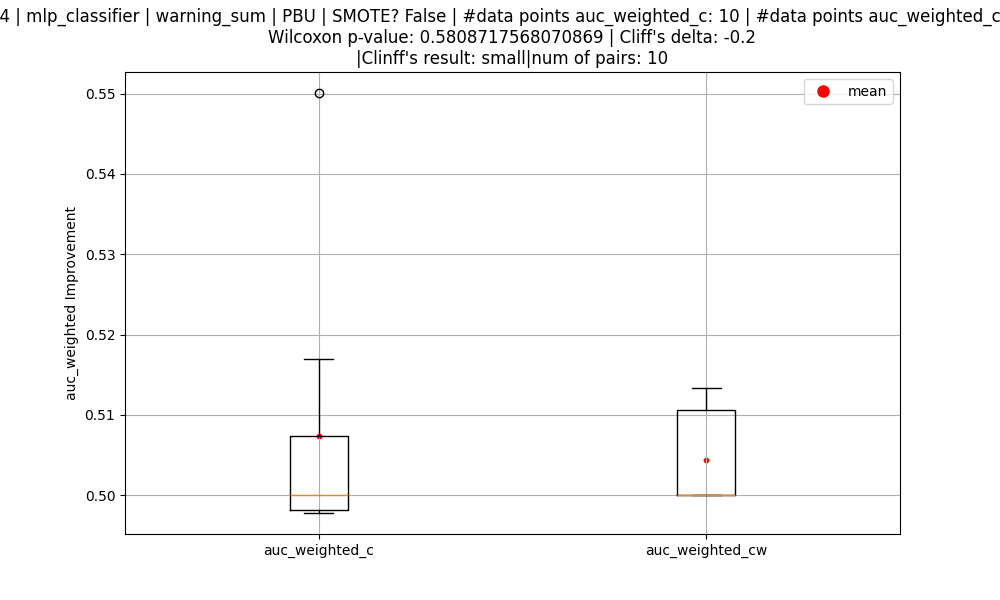 4 | mlp_classifier | warning_sum | PBU | SMOTE? False | #data points auc_weighted_c: 10 | #data points auc_weighted_c
Wilcoxon p-value: 0.5808717568070869 | Cliff's delta: -0.2
|Clinff's result: small|num of pairs: 10
mean
0.55
0.54
0.53
0.52
0.51
0.50
auc_weighted Improvement
auc_weighted_c
auc_weighted_cw